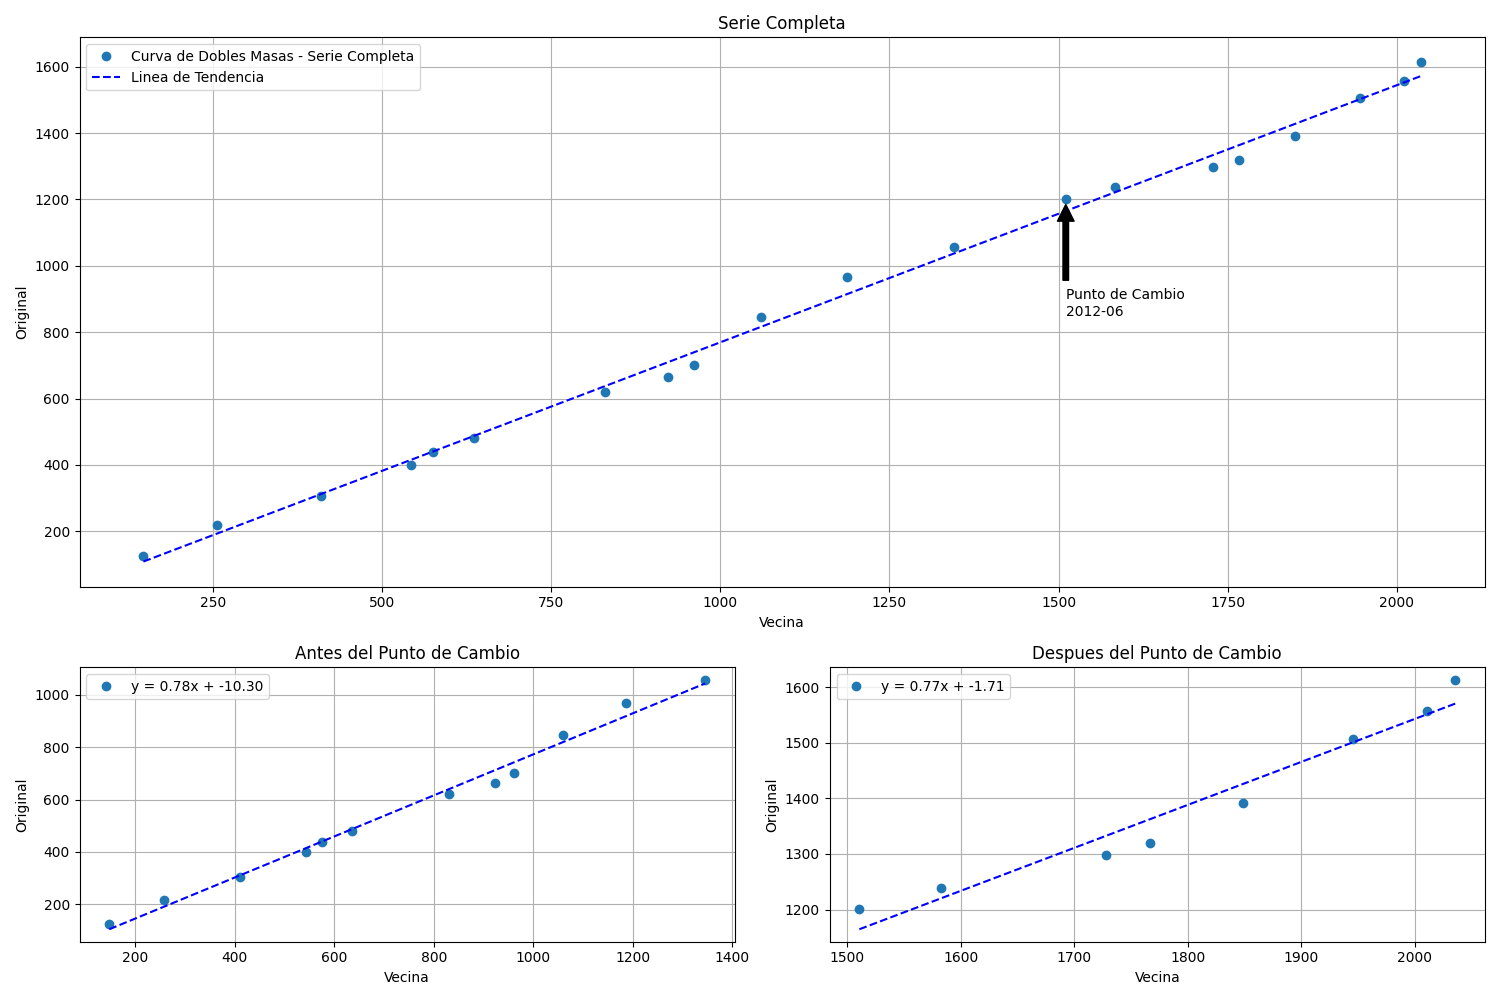 Serie Completa
Curva de Dobles Masas - Serie Completa
Linea de Tendencia
1600
1400
1200
1000
800
600
400
200
Original
Punto de Cambio
2012-06
250 500 750 1000 1250 1500 1750 2000
Vecina
Antes del Punto de Cambio
y = 0.78x + -10.30
1000
800
600
400
200
Original
200 400 600 800 1000 1200 1400
Vecina
Despues del Punto de Cambio
y = 0.77x + -1.71
1600
1500
1400
1300
1200
Original
1500 1600 1700 1800 1900 2000
Vecina